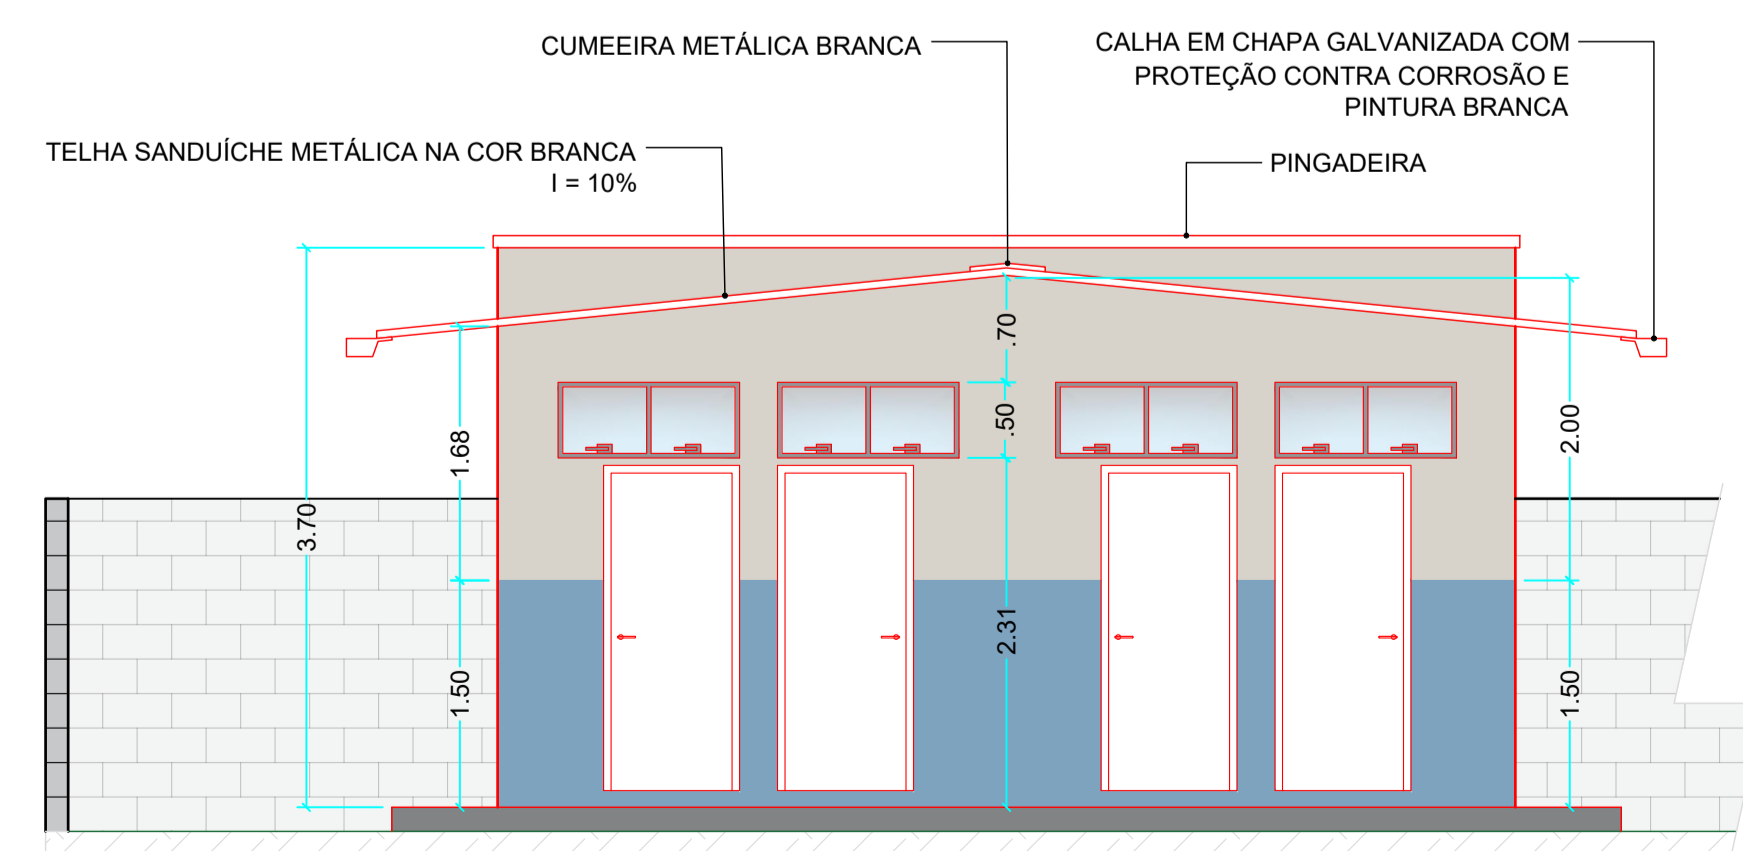 CUMEEIRA METÁLICA BRANCA
CALHA EM CHAPA GALVANIZADA COM
PROTEÇÃO CONTRA CORROSÃO E
PINTURA BRANCA
TELHA SANDUÍCHE METÁLICA NA COR BRANCA
I = 10%
PINGADEIRA
.70
.50
2.00
1.68
3.70
2.31
1.50
1.50